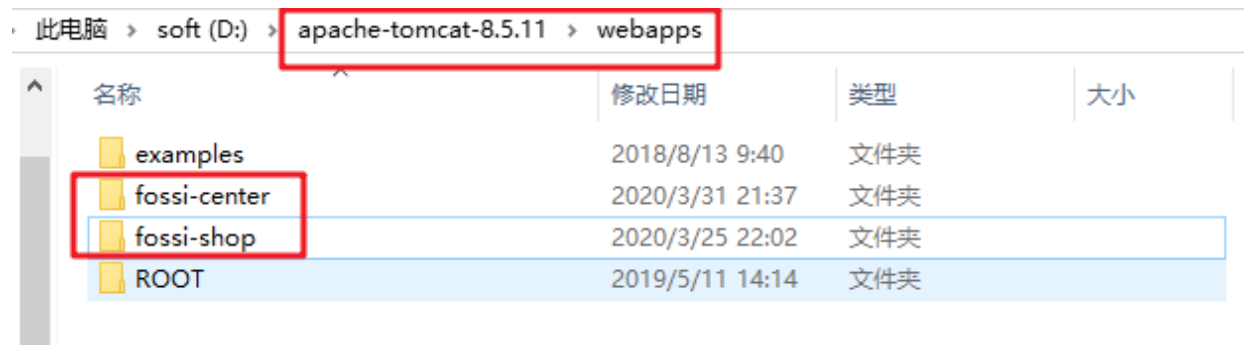 此电脑 > soft (D:) > apache-tomcat-8.5.11 > webapps
名称 修改日期 类型 大小
examples 2018/8/13 9:40 文件夹
fossi-center 2020/3/31 21:37 文件夹
fossi-shop 2020/3/25 22:02 文件夹
ROOT 2019/5/11 14:14 文件夹